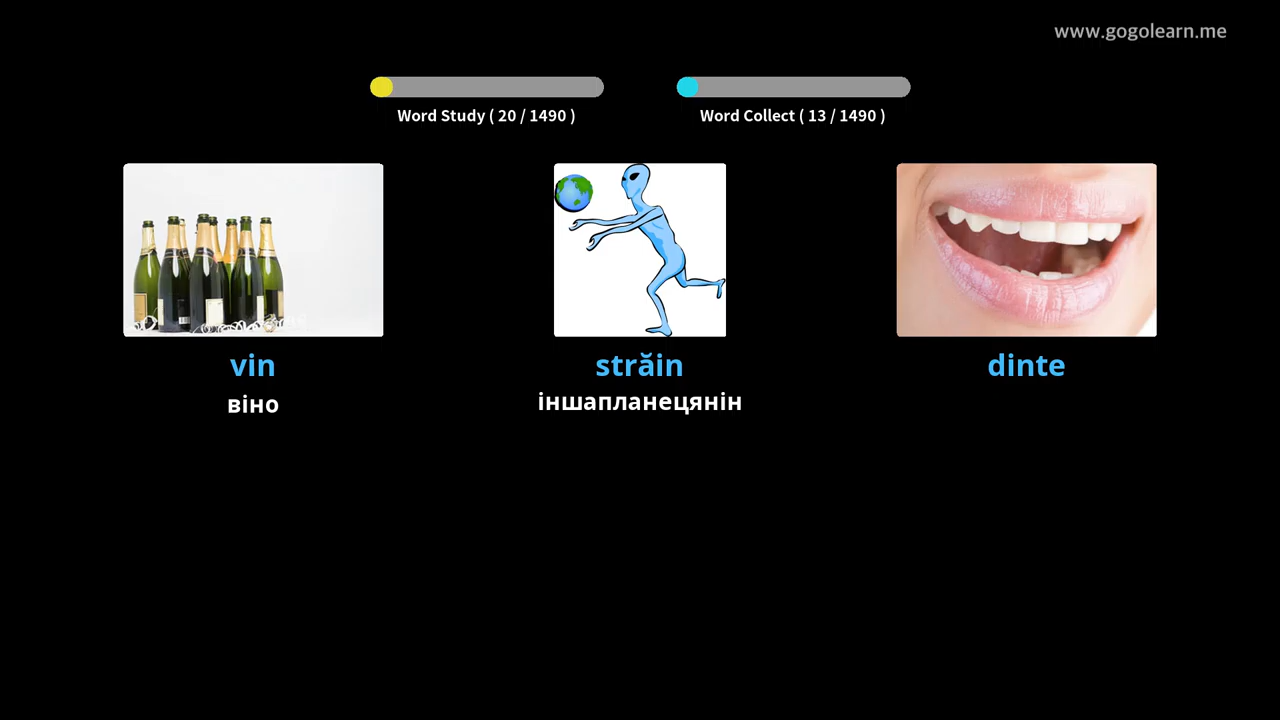 www.gogolearn.me
Word Study ( 20 / 1490 )
Word Collect ( 13 / 1490 )
vin
străin
dinte
віно
іншапланецянін